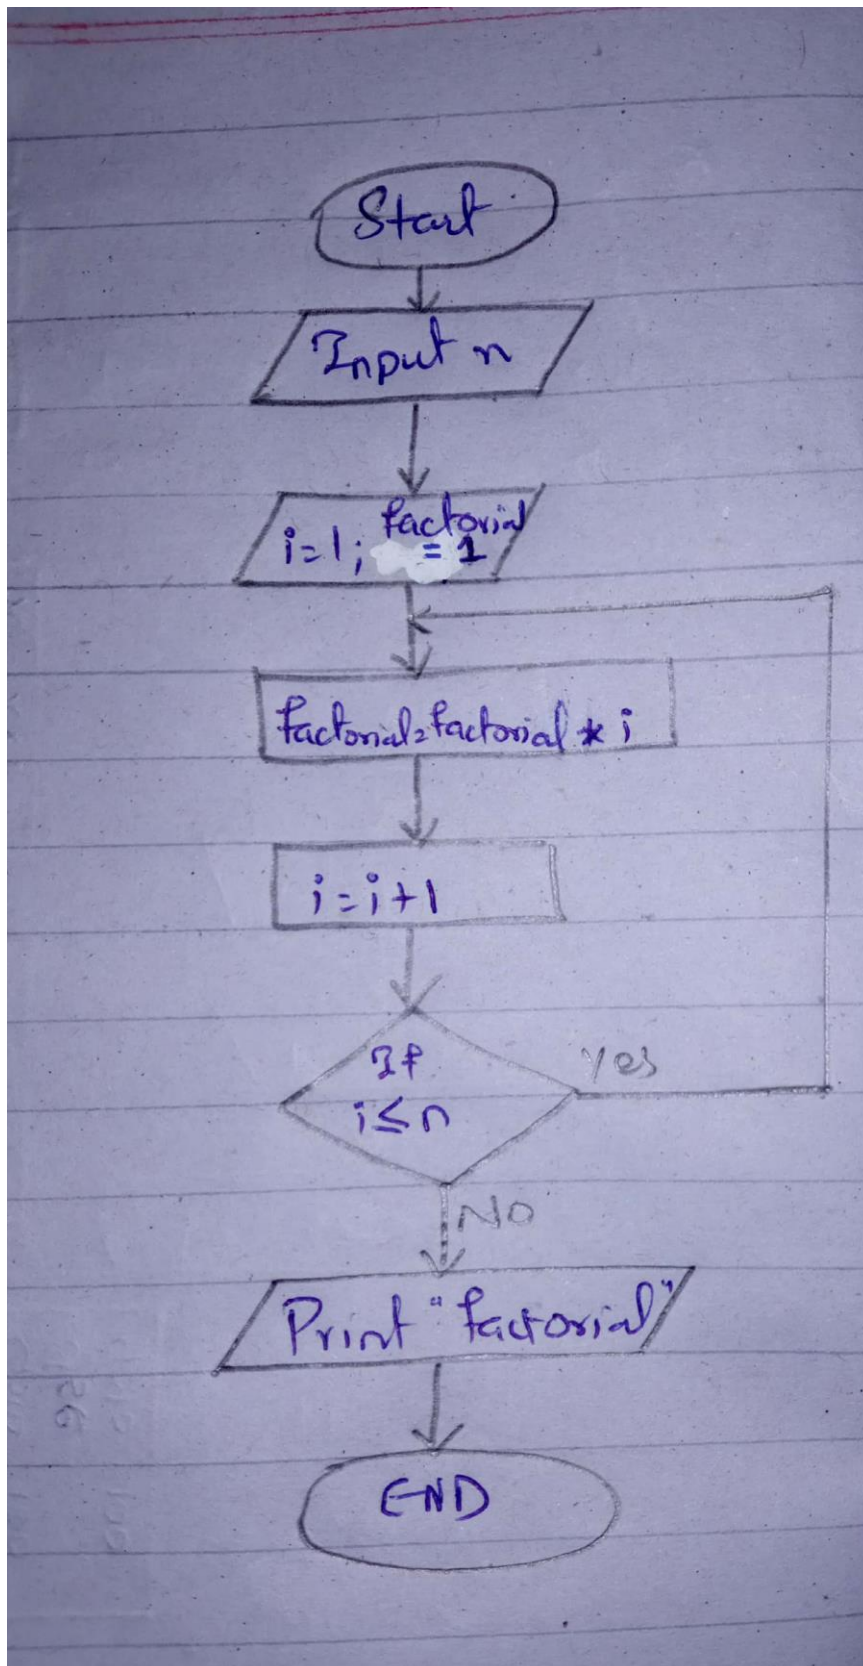 Start
Input n
i=1; factorial
= 1
factorial=factorial * i
i=i+1
If
i≤n
Yes
NO
Print "factorial"
END